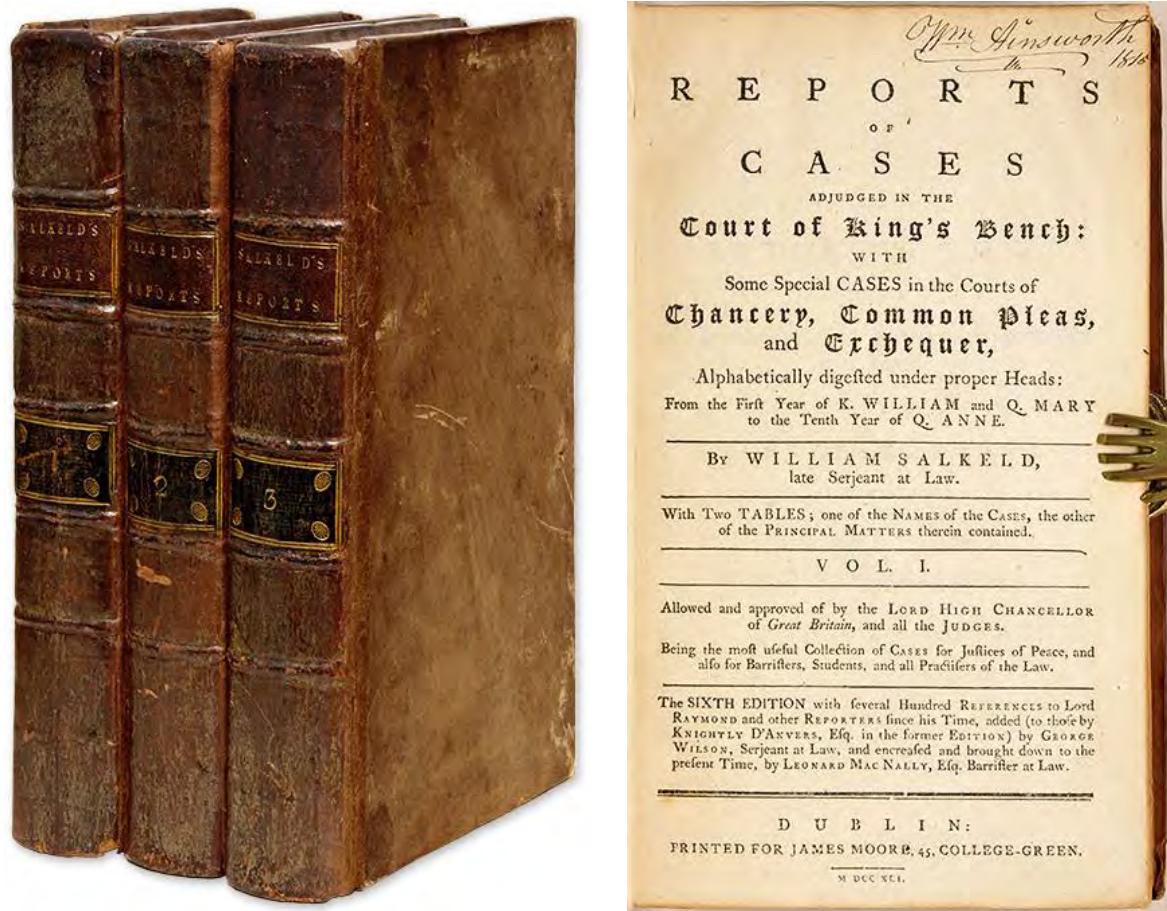 SALKELD'S
REPORTS
SALKELD'S
REPORTS
2
SALKELD'S
REPORTS
3
Wm Ainsworth
REPORTS
OF
CASES
ADJUDGED IN THE
Court of King's Bench:
WITH
Some Special CASES in the Courts of
Chancery, Common Pleas,
and Exchequer,
Alphabetically digeſted under proper Heads:
From the Firſt Year of K. WILLIAM and Q. MARY
to the Tenth Year of Q. ANNE.
By WILLIAM SALKELD,
late Serjeant at Law.
With Two TABLES; one of the NAMES of the CASES, the other
of the PRINCIPAL MATTERS therein contained.
VOL. I.
Allowed and approved of by the LORD HIGH CHANCELLOR
of Great Britain, and all the JUDGES.
Being the moſt uſeful Collection of CASES for Juſtices of Peace, and
alſo for Barriſters, Students, and all Practiſers of the Law.
The SIXTH EDITION with ſeveral Hundred REFERENCES to Lord
RAYMOND and other REPORTERS ſince his Time, added (to thoſe by
KNIGHTLY D'ANVERS, Eſq. in the former EDITION) by GEORGE
WILSON, Serjeant at Law, and encreaſed and brought down to the
preſent Time, by LEONARD MAC NALLY, Eſq. Barriſter at Law.
DUBLIN:
PRINTED FOR JAMES MOORE, 45, COLLEGE-GREEN.
M DCC XCI.